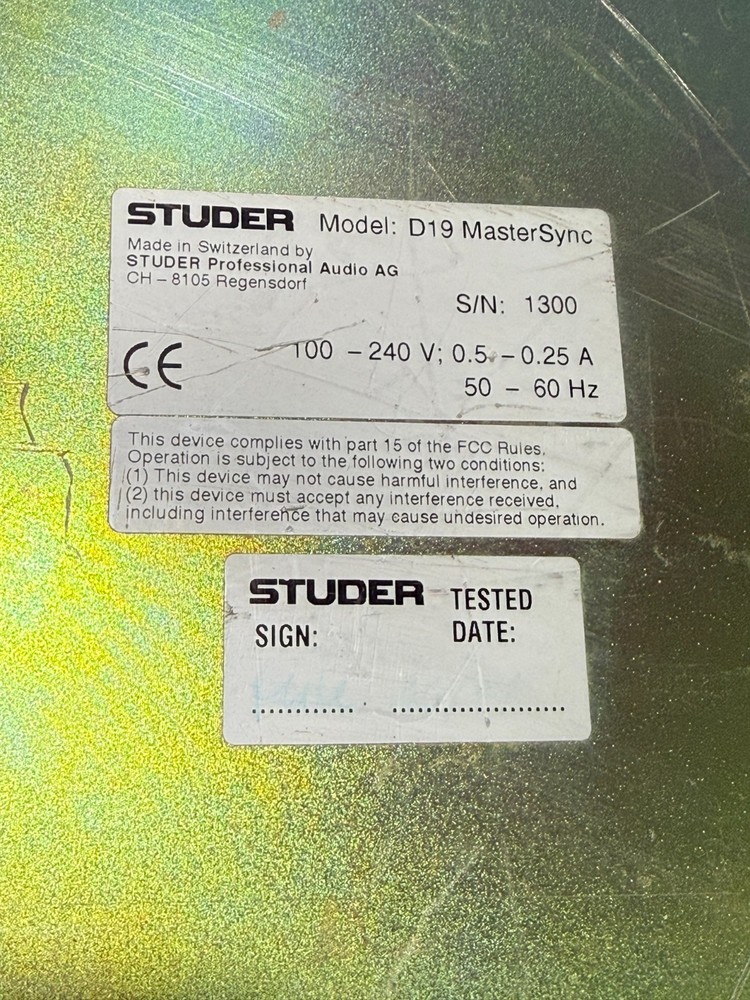 STUDER Model: D19 MasterSync
Made in Switzerland by
STUDER Professional Audio AG
CH – 8105 Regensdorf
S/N: 1300
CE 100 – 240 V; 0.5 – 0.25 A
50 – 60 Hz
This device complies with part 15 of the FCC Rules.
Operation is subject to the following two conditions:
(1) This device may not cause harmful interference, and
(2) this device must accept any interference received,
including interference that may cause undesired operation.
STUDER TESTED
SIGN: DATE: